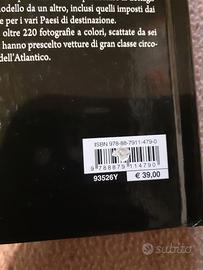 modello da un altro, inclusi quelli imposti dai
e per i vari Paesi di destinazione.
oltre 220 fotografie a colori, scattate da sei
hanno prescelto vetture di gran classe circo-
dell'Atlantico.
ISBN 978-88-7911-479-0
9 788879 114790
93526Y € 39,00
subito